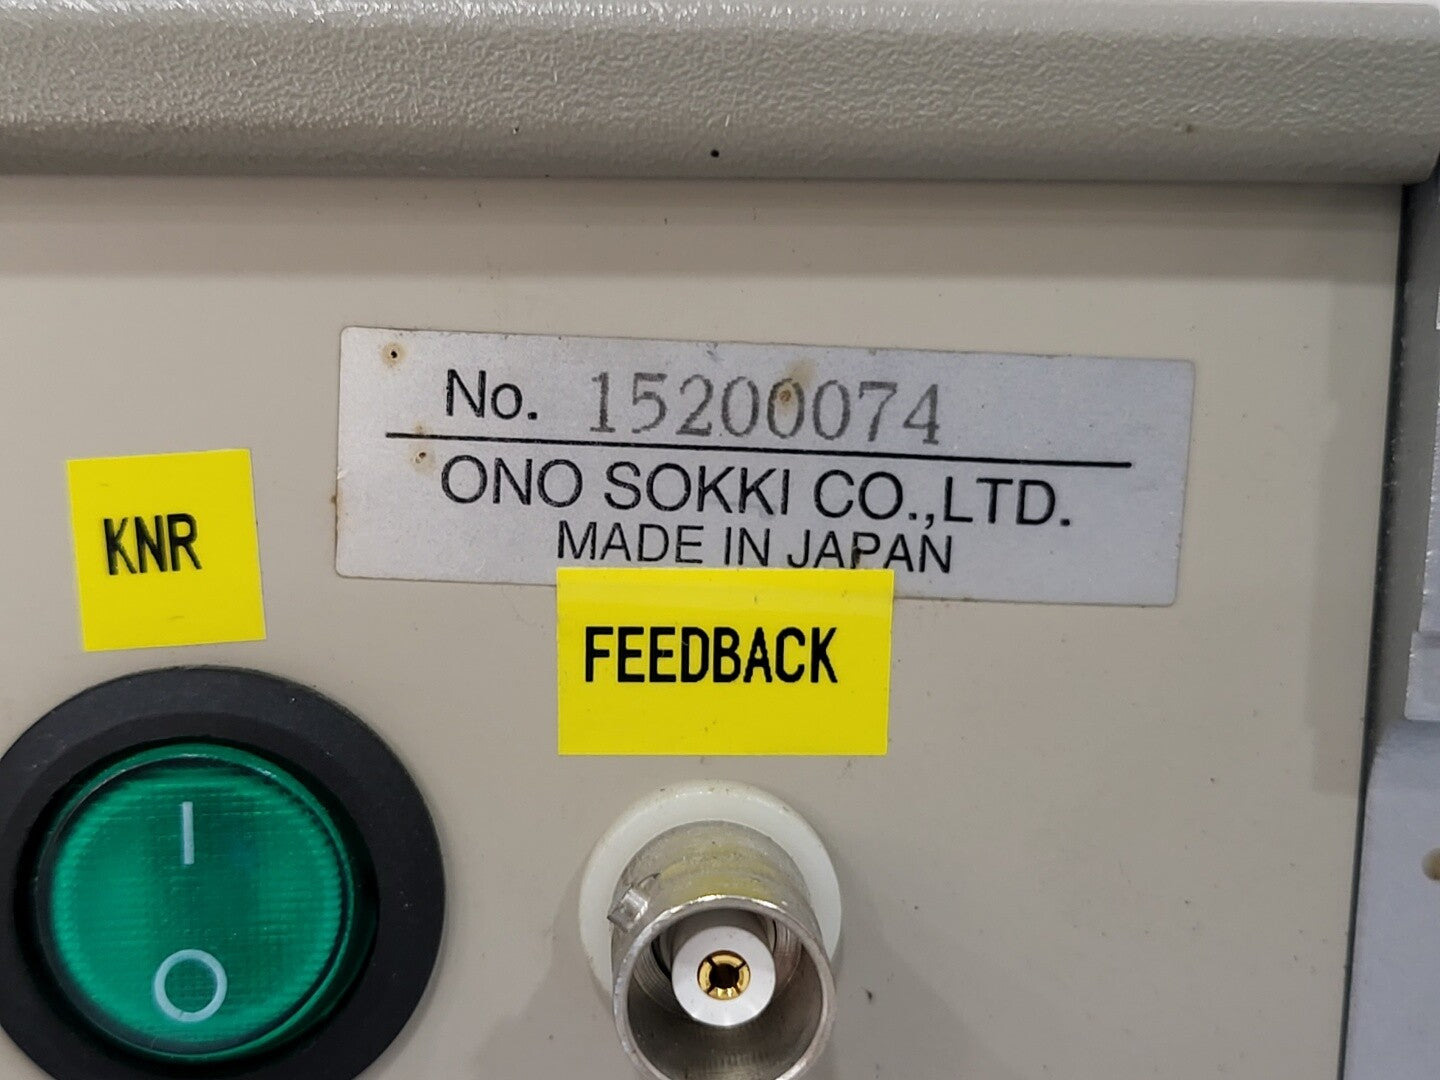 No. 15200074
ONO SOKKI CO.,LTD.
MADE IN JAPAN
KNR
FEEDBACK
I
O